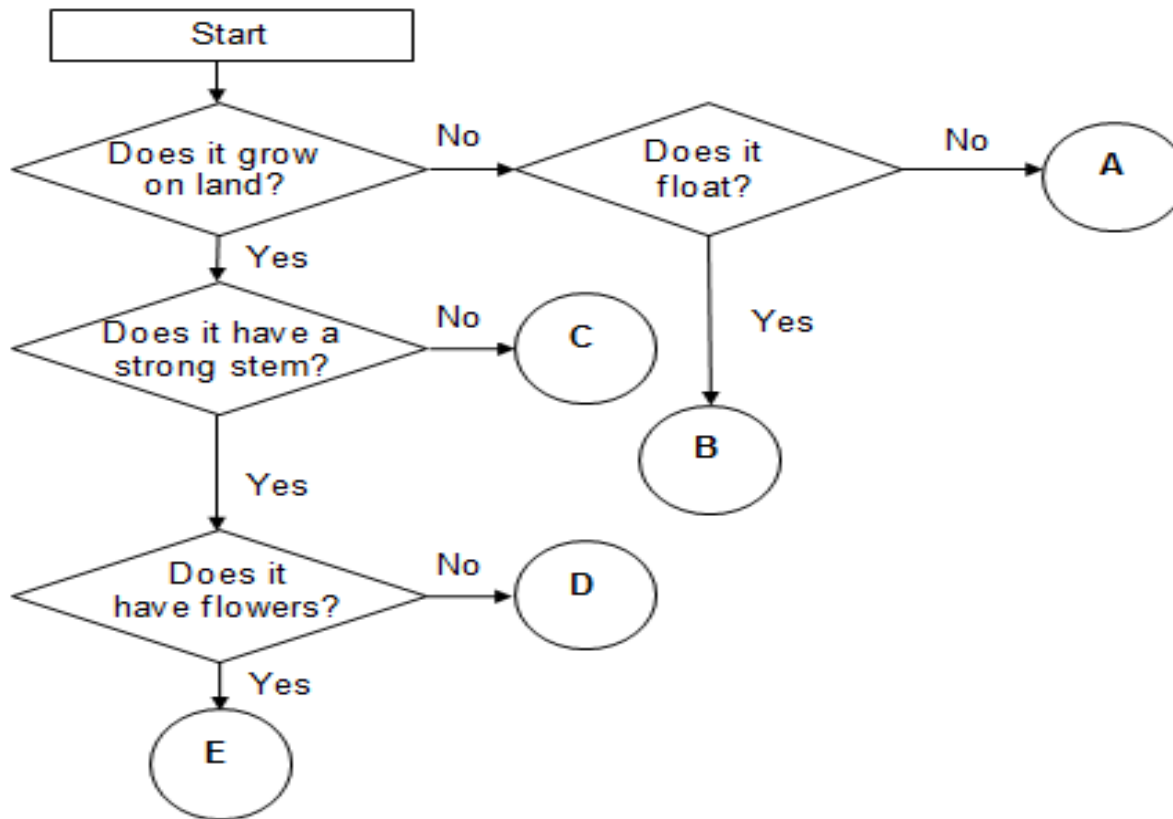 Start
Does it grow
on land?
No
Does it
float?
No
A
Yes
Does it have a
strong stem?
No
C
Yes
B
Yes
Does it
have flowers?
No
D
Yes
E